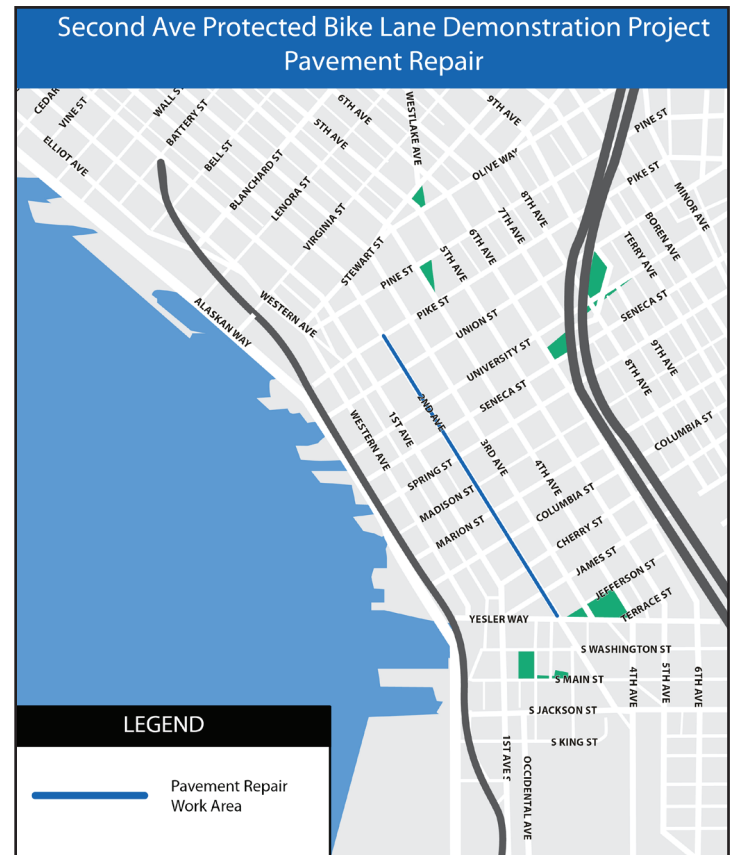 Second Ave Protected Bike Lane Demonstration Project
Pavement Repair
CEDAR
VINE ST
WALL ST
BATTERY ST
6TH AVE
WESTLAKE AVE
9TH AVE
PINE ST
ELLIOT AVE
BELL ST
5TH AVE
BLANCHARD ST
OLIVE WAY
PIKE ST
LENORA ST
MINOR AVE
8TH AVE
VIRGINIA ST
7TH AVE
BOREN AVE
6TH AVE
TERRY AVE
STEWART ST
5TH AVE
PINE ST
PIKE ST
SENECA ST
WESTERN AVE
ALASKAN WAY
UNION ST
UNIVERSITY ST
9TH AVE
8TH AVE
SENECA ST
2ND AVE
1ST AVE
WESTERN AVE
COLUMBIA ST
3RD AVE
SPRING ST
4TH AVE
MADISON ST
COLUMBIA ST
MARION ST
CHERRY ST
JAMES ST
JEFFERSON ST
TERRACE ST
YESLER WAY
S WASHINGTON ST
S MAIN ST
4TH AVE
5TH AVE
6TH AVE
S JACKSON ST
S KING ST
1ST AVE S
OCCIDENTAL AVE
LEGEND
Pavement Repair
Work Area